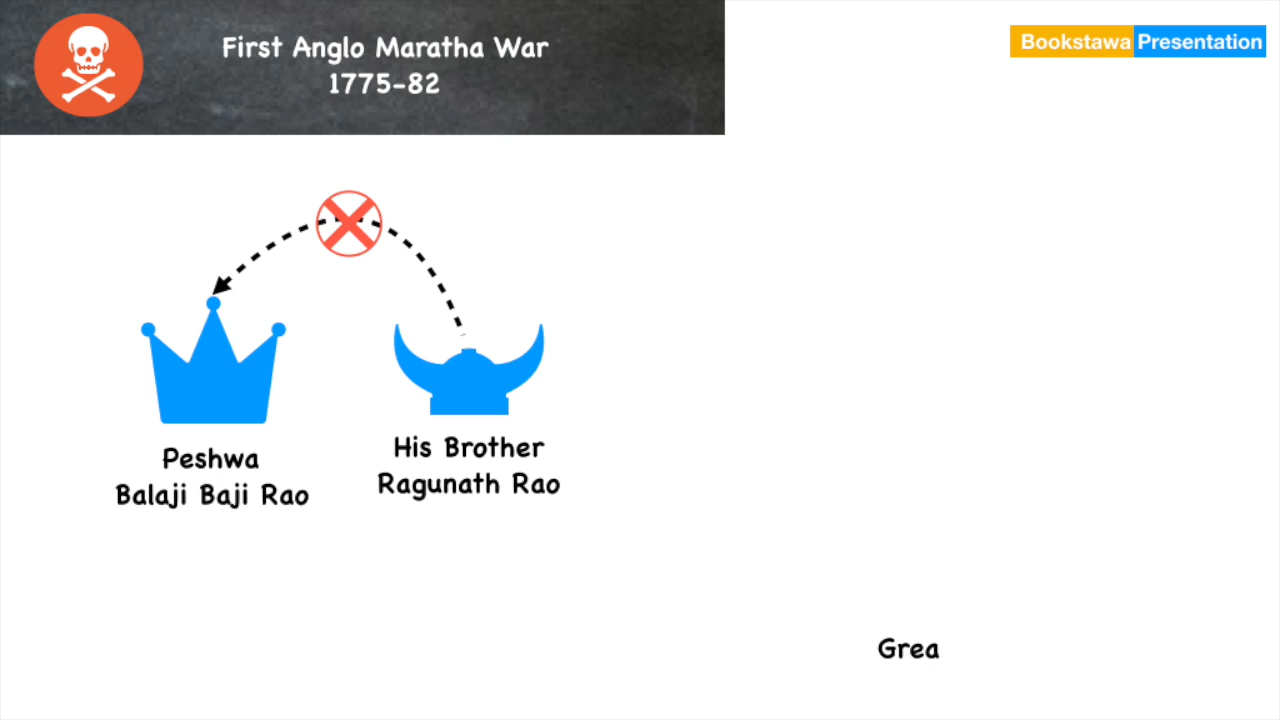 First Anglo Maratha War
1775-82
Bookstawa Presentation
Peshwa
Balaji Baji Rao
His Brother
Ragunath Rao
Grea